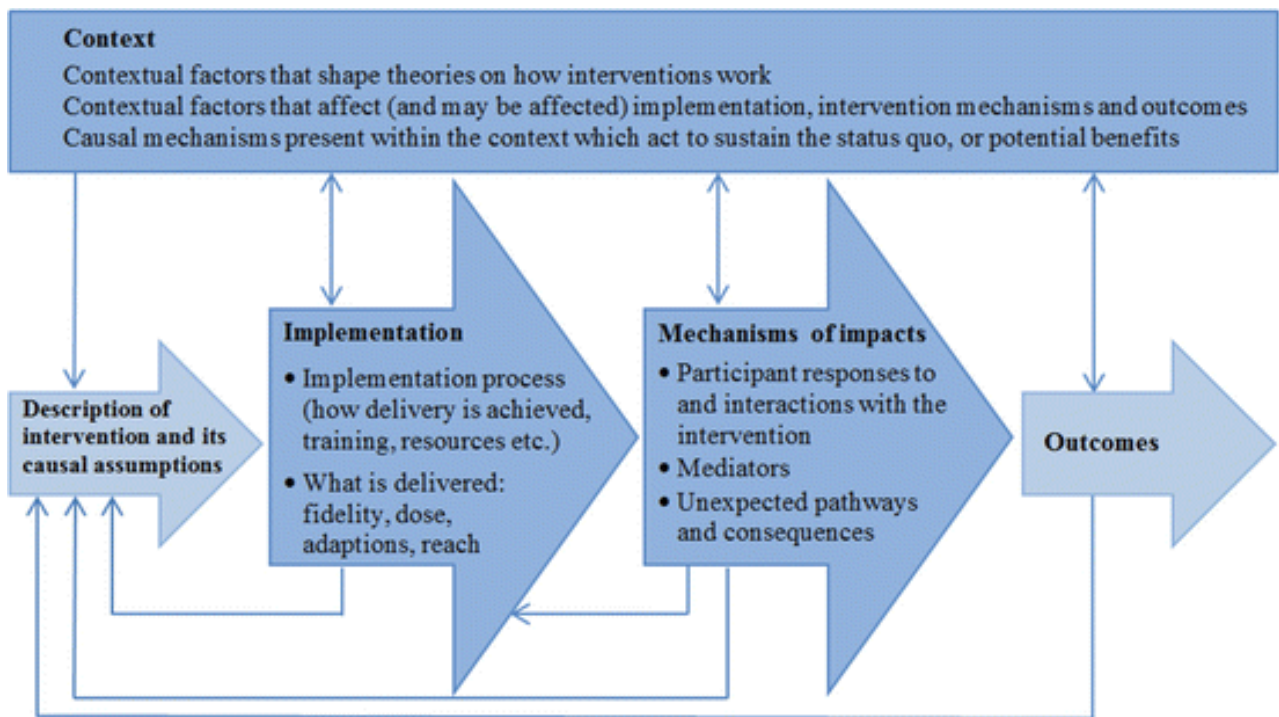 Context
Contextual factors that shape theories on how interventions work
Contextual factors that affect (and may be affected) implementation, intervention mechanisms and outcomes
Causal mechanisms present within the context which act to sustain the status quo, or potential benefits
Description of
intervention and its
causal assumptions
Implementation
• Implementation process
(how delivery is achieved,
training, resources etc.)
• What is delivered:
fidelity, dose,
adaptions, reach
Mechanisms of impacts
• Participant responses to
and interactions with the
intervention
• Mediators
• Unexpected pathways
and consequences
Outcomes